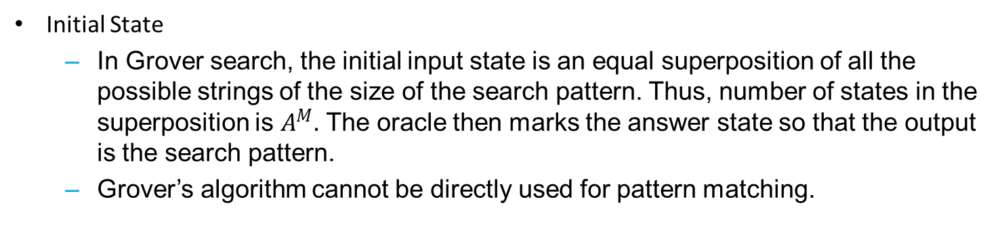 • Initial State
– In Grover search, the initial input state is an equal superposition of all the
possible strings of the size of the search pattern. Thus, number of states in the
superposition is $A^M$. The oracle then marks the answer state so that the output
is the search pattern.
– Grover’s algorithm cannot be directly used for pattern matching.